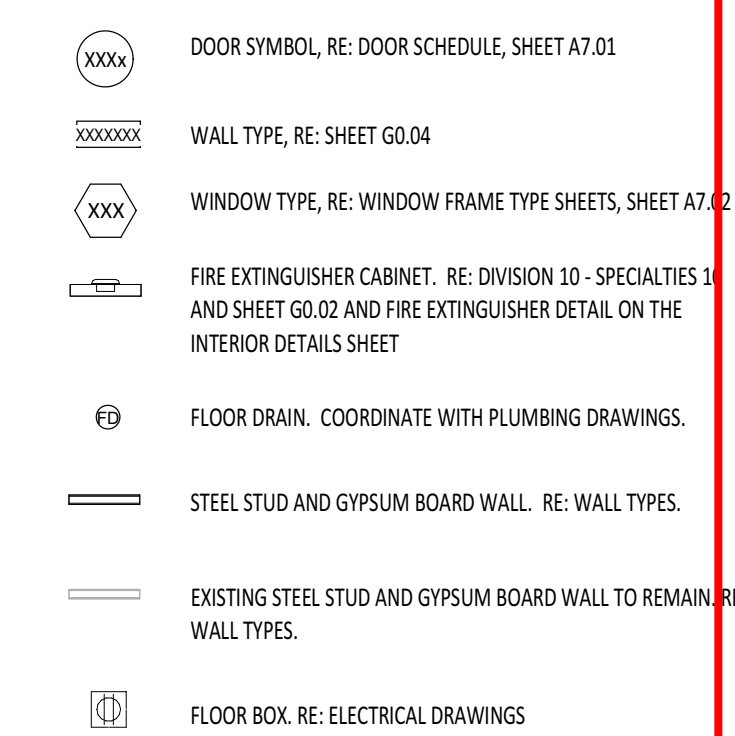 XXXx DOOR SYMBOL, RE: DOOR SCHEDULE, SHEET A7.01
XXXXXXX WALL TYPE, RE: SHEET G0.04
XXX WINDOW TYPE, RE: WINDOW FRAME TYPE SHEETS, SHEET A7.02
FIRE EXTINGUISHER CABINET. RE: DIVISION 10 - SPECIALTIES
AND SHEET G0.02 AND FIRE EXTINGUISHER DETAIL ON THE
INTERIOR DETAILS SHEET
FD FLOOR DRAIN. COORDINATE WITH PLUMBING DRAWINGS.
STEEL STUD AND GYPSUM BOARD WALL. RE: WALL TYPES.
EXISTING STEEL STUD AND GYPSUM BOARD WALL TO REMAIN.
WALL TYPES.
FLOOR BOX. RE: ELECTRICAL DRAWINGS